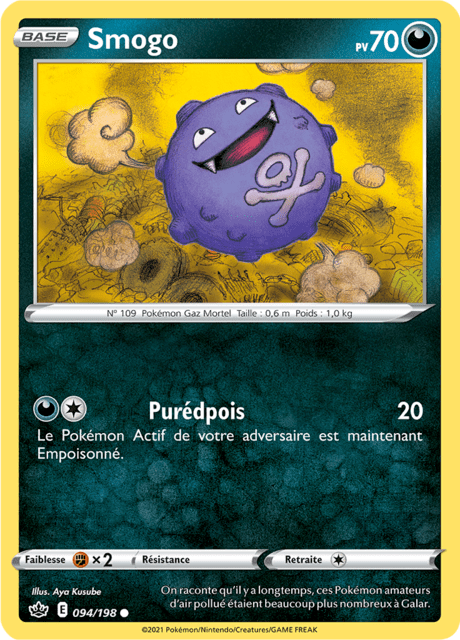 BASE Smogo PV70
N° 109 Pokémon Gaz Mortel Taille : 0,6 m Poids : 1,0 kg
Purédpois 20
Le Pokémon Actif de votre adversaire est maintenant
Empoisonné.
Faiblesse ×2 Résistance Retraite
Illus. Aya Kusube
On raconte qu'il y a longtemps, ces Pokémon amateurs
d'air pollué étaient beaucoup plus nombreux à Galar.
E 094/198
©2021 Pokémon/Nintendo/Creatures/GAME FREAK